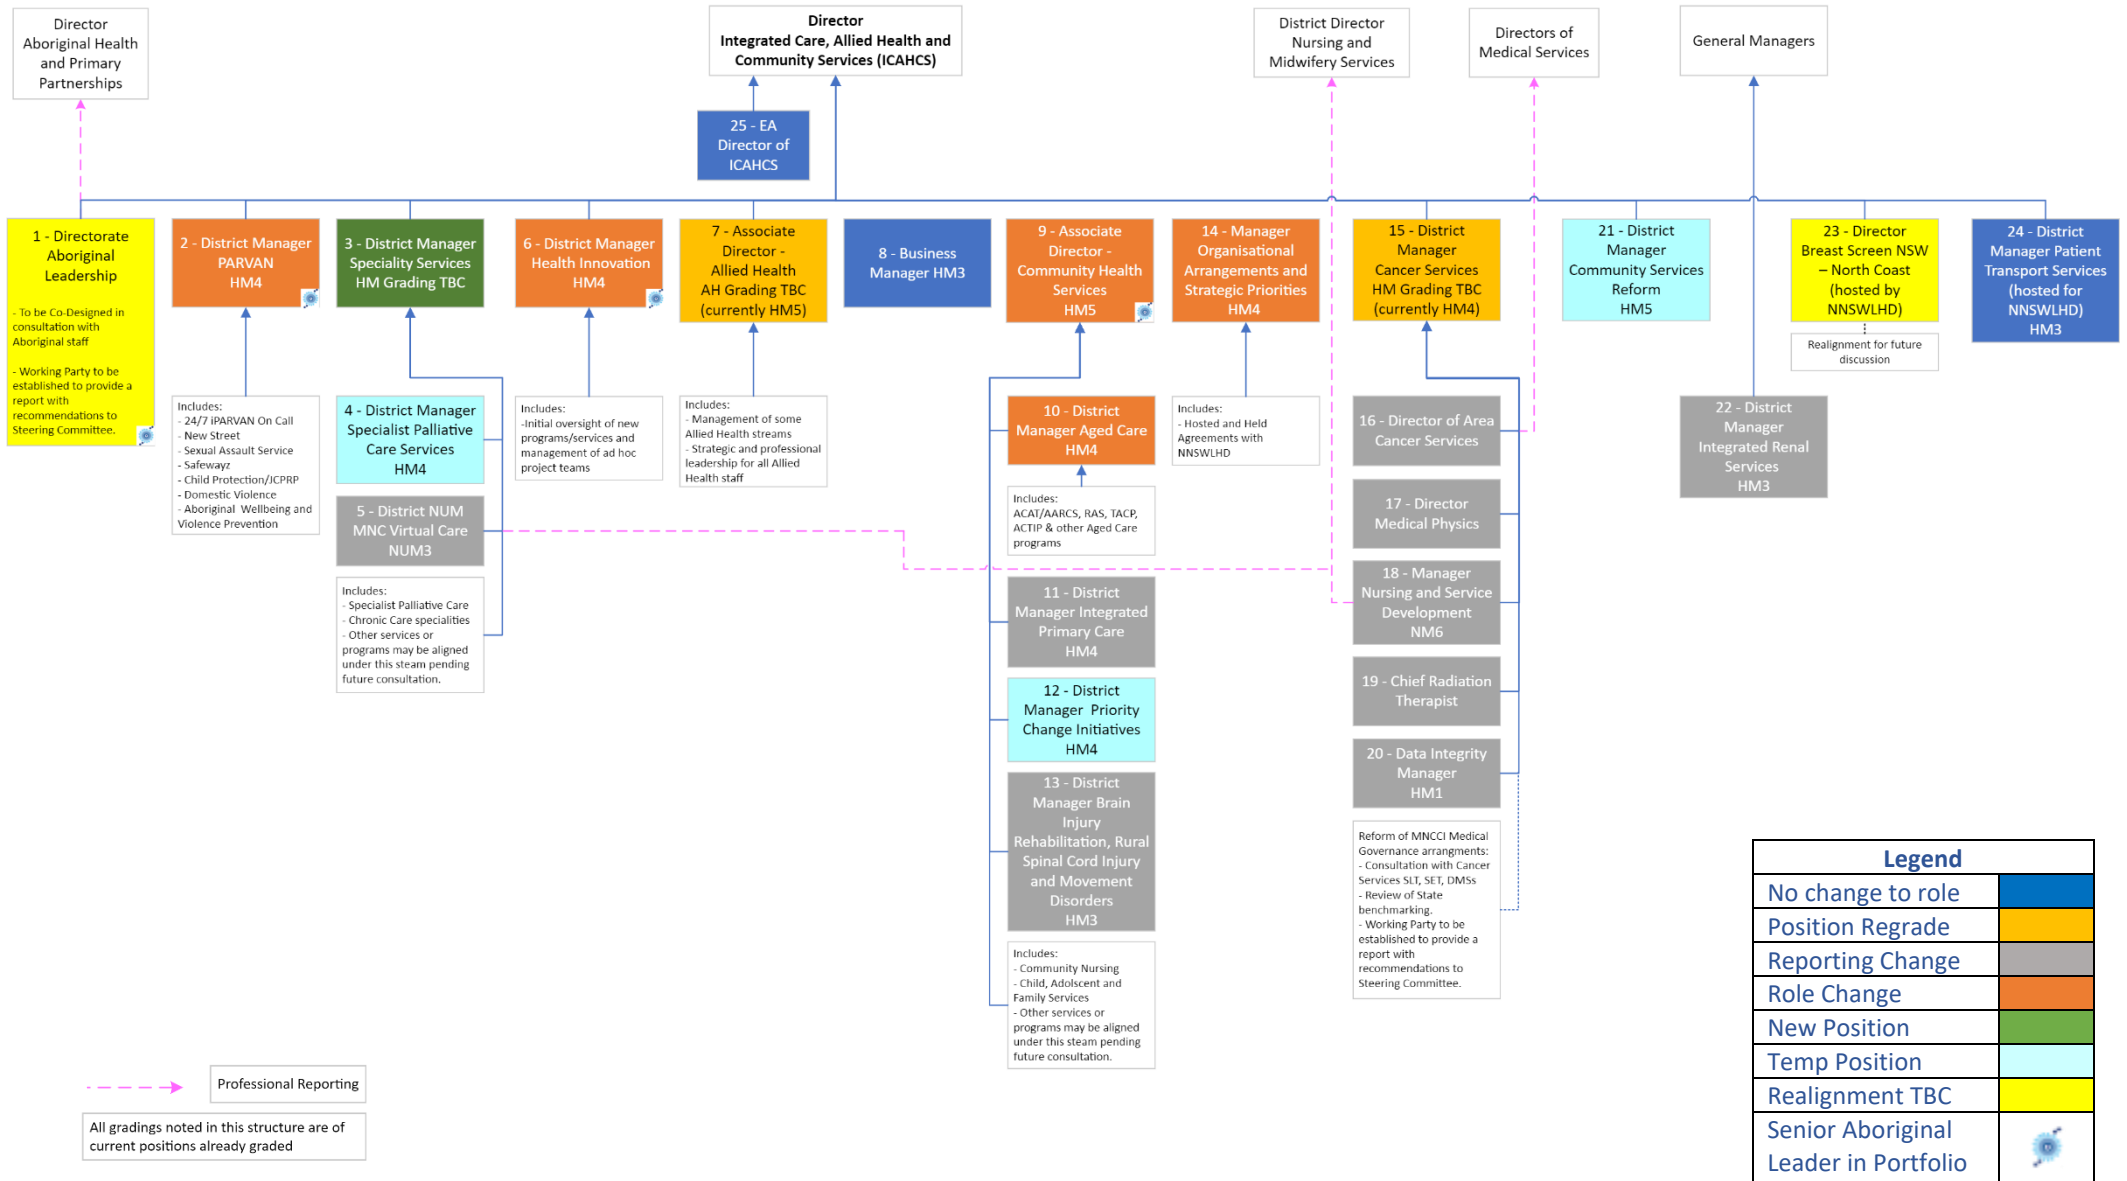 Director
Aboriginal Health
and Primary
Partnerships
Director
Integrated Care, Allied Health and
Community Services (ICAHCS)
District Director
Nursing and
Midwifery Services
Directors of
Medical Services
General Managers
25 - EA
Director of
ICAHCS
1 - Directorate
Aboriginal
Leadership
- To be Co-Designed in
consultation with
Aboriginal staff
- Working Party to be
established to provide a
report with
recommendations to
Steering Committee.
2 - District Manager
PARVAN
HM4
Includes:
- 24/7 iPARVAN On Call
- New Street
- Sexual Assault Service
- Safewayz
- Child Protection/JCPRP
- Domestic Violence
- Aboriginal  Wellbeing and
Violence Prevention
3 - District Manager
Speciality Services
HM Grading TBC
4 - District Manager
Specialist Palliative
Care Services
HM4
5 - District NUM
MNC Virtual Care
NUM3
Includes:
- Specialist Palliative Care
- Chronic Care specialities
- Other services or
programs may be aligned
under this steam pending
future consultation.
6 - District Manager
Health Innovation
HM4
Includes:
-Initial oversight of new
programs/services and
management of ad hoc
project teams
7 - Associate
Director -
Allied Health
AH Grading TBC
(currently HM5)
Includes:
- Management of some
Allied Health streams
- Strategic and professional
leadership for all Allied
Health staff
8 - Business
Manager HM3
9 - Associate
Director -
Community Health
Services
HM5
10 - District
Manager Aged Care
HM4
Includes:
ACAT/AARCS, RAS, TACP,
ACTIP & other Aged Care
programs
11 - District
Manager Integrated
Primary Care
HM4
12 - District
Manager  Priority
Change Initiatives
HM4
13 - District
Manager Brain
Injury
Rehabilitation, Rural
Spinal Cord Injury
and Movement
Disorders
HM3
Includes:
- Community Nursing
- Child, Adolscent and
Family Services
- Other services or
programs may be aligned
under this steam pending
future consultation.
14 - Manager
Organisational
Arrangements and
Strategic Priorities
HM4
Includes:
- Hosted and Held
Agreements with
NNSWLHD
15 - District
Manager
Cancer Services
HM Grading TBC
(currently HM4)
16 - Director of Area
Cancer Services
17 - Director
Medical Physics
18 - Manager
Nursing and Service
Development
NM6
19 - Chief Radiation
Therapist
20 - Data Integrity
Manager
HM1
Reform of MNCCI Medical
Governance arrangments:
- Consultation with Cancer
Services SLT, SET, DMSs
- Review of State
benchmarking.
- Working Party to be
established to provide a
report with
recommendations to
Steering Committee.
21 - District
Manager
Community Services
Reform
HM5
22 - District
Manager
Integrated Renal
Services
HM3
23 - Director
Breast Screen NSW
– North Coast
(hosted by
NNSWLHD)
Realignment for future
discussion
24 - District
Manager Patient
Transport Services
(hosted for
NNSWLHD)
HM3
Professional Reporting
All gradings noted in this structure are of
current positions already graded
Legend
No change to role
Position Regrade
Reporting Change
Role Change
New Position
Temp Position
Realignment TBC
Senior Aboriginal
Leader in Portfolio